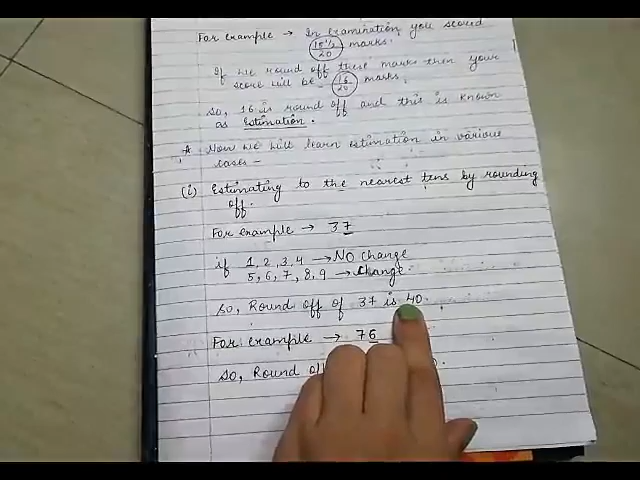 For example → In examination you scored
15 1/2 / 20 marks.
If we round off these marks then your
score will be - 16/20 marks.
So, 16 is round off and this is known
as Estimation.
* Now we will learn estimation in various
cases -
(i) Estimating to the nearest tens by rounding
off.
For example → 37
if 1, 2, 3, 4 → No change
5, 6, 7, 8, 9 → Change
So, Round off of 37 is 40.
For example → 76
So, Round